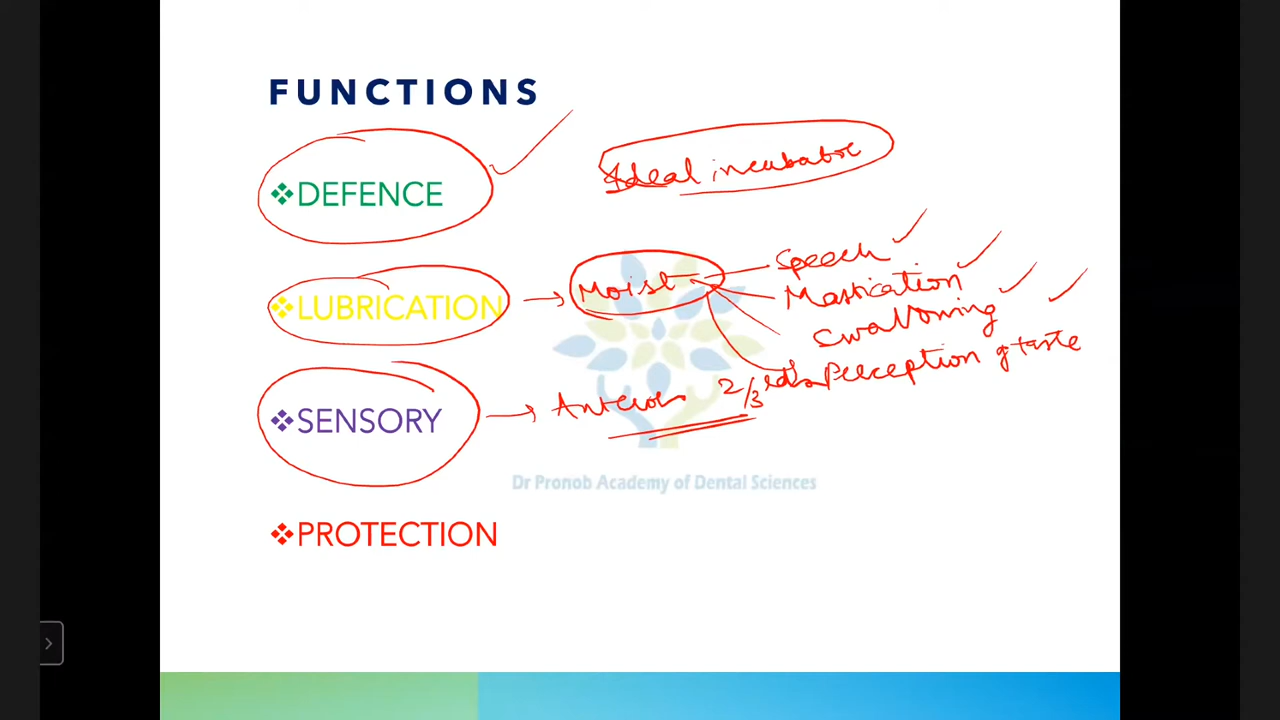 FUNCTIONS
❖DEFENCE
Ideal incubator
❖LUBRICATION → Moist
Speech
Mastication
Swallowing
Perception of taste
❖SENSORY → Anterior 2/3
Dr Pronob Academy of Dental Sciences
❖PROTECTION